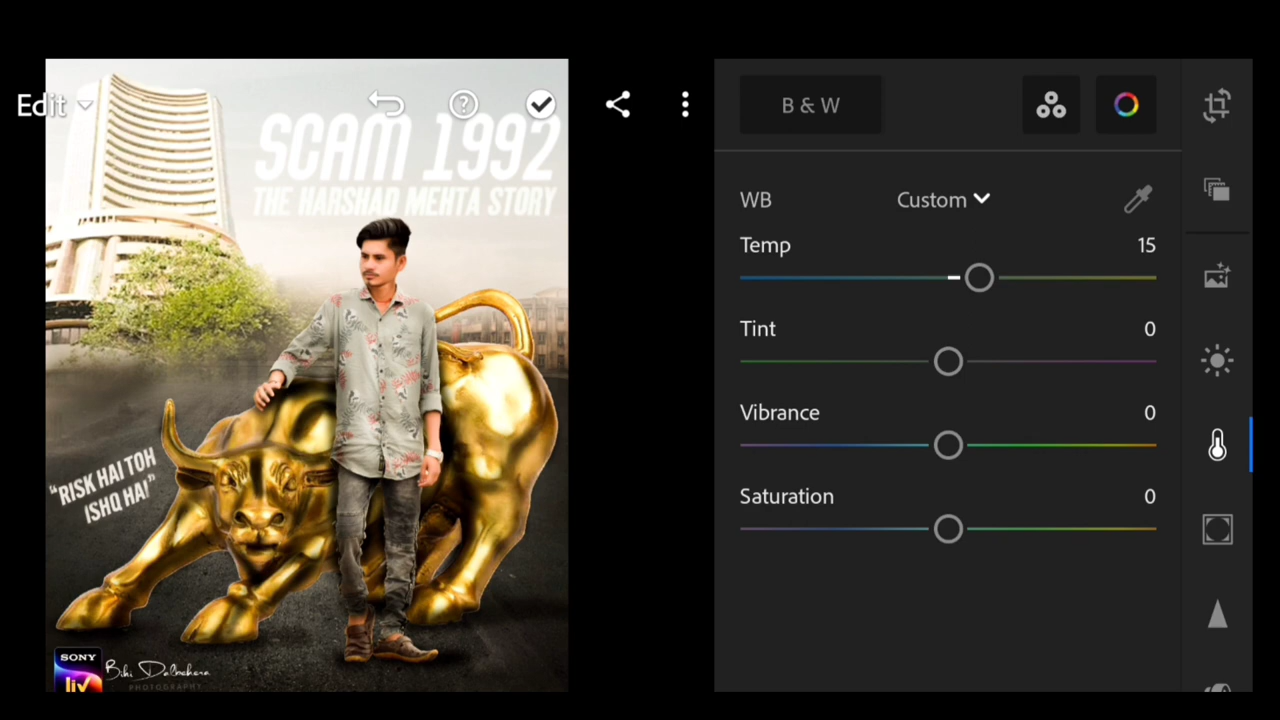 Edit
SCAM 1992
THE HARSHAD MEHTA STORY
"RISK HAI TOH
ISHQ HAI"
SONY
liv
PHOTOGRAPHY
B & W
WB
Custom
Temp
15
Tint
0
Vibrance
0
Saturation
0